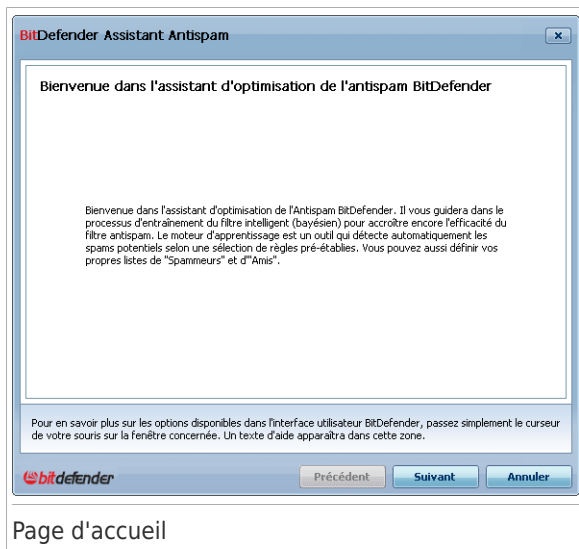 BitDefender Assistant Antispam
Bienvenue dans l'assistant d'optimisation de l'antispam BitDefender
Bienvenue dans l'assistant d'optimisation de l'Antispam BitDefender. Il vous guidera dans le
processus d'entraînement du filtre intelligent (bayésien) pour accroître encore l'efficacité du
filtre antispam. Le moteur d'apprentissage est un outil qui détecte automatiquement les
spams potentiels selon une sélection de règles pré-établies. Vous pouvez aussi définir vos
propres listes de "Spammeurs" et d'"Amis".
Pour en savoir plus sur les options disponibles dans l'interface utilisateur BitDefender, passez simplement le curseur
de votre souris sur la fenêtre concernée. Un texte d'aide apparaîtra dans cette zone.
bitdefender
Précédent
Suivant
Annuler
Page d'accueil